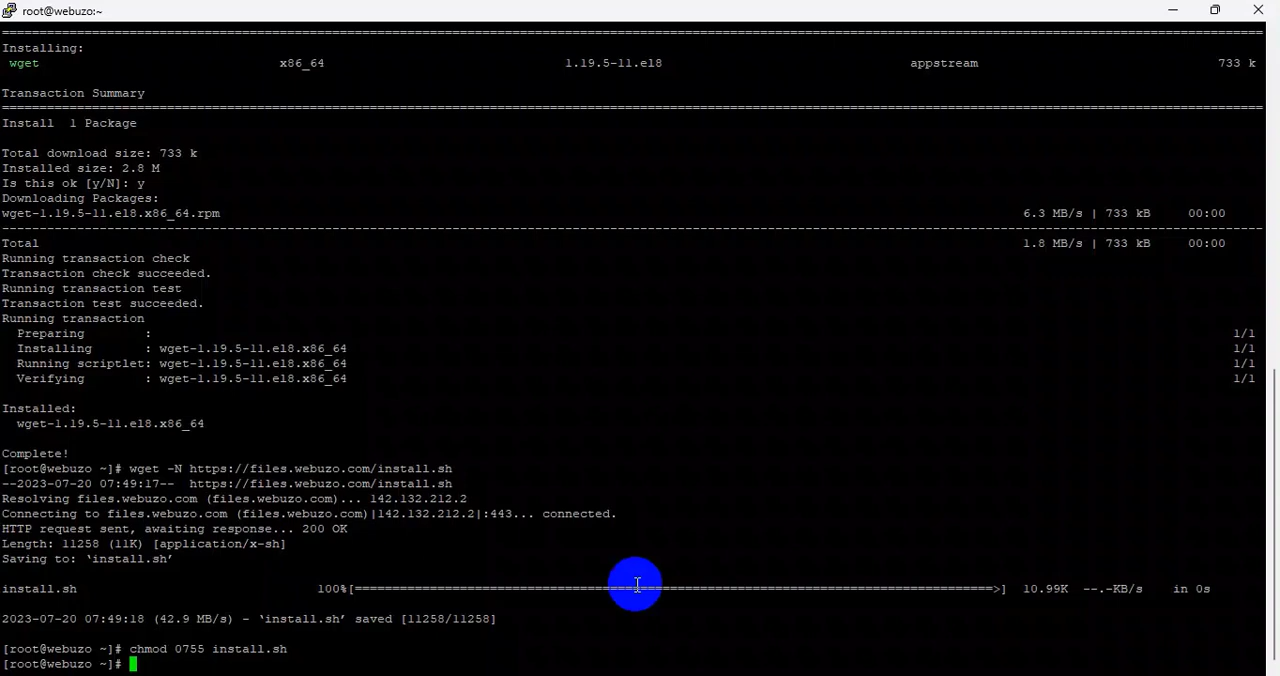 root@webuzo:~
================================================================================
Installing:
 wget x86_64 1.19.5-11.el8 appstream 733 k

Transaction Summary
================================================================================
Install  1 Package

Total download size: 733 k
Installed size: 2.8 M
Is this ok [y/N]: y
Downloading Packages:
wget-1.19.5-11.el8.x86_64.rpm 6.3 MB/s | 733 kB 00:00
--------------------------------------------------------------------------------
Total 1.8 MB/s | 733 kB 00:00
Running transaction check
Transaction check succeeded.
Running transaction test
Transaction test succeeded.
Running transaction
  Preparing        : 1/1
  Installing       : wget-1.19.5-11.el8.x86_64 1/1
  Running scriptlet: wget-1.19.5-11.el8.x86_64 1/1
  Verifying        : wget-1.19.5-11.el8.x86_64 1/1

Installed:
  wget-1.19.5-11.el8.x86_64

Complete!
[root@webuzo ~]# wget -N https://files.webuzo.com/install.sh
--2023-07-20 07:49:17--  https://files.webuzo.com/install.sh
Resolving files.webuzo.com (files.webuzo.com)... 142.132.212.2
Connecting to files.webuzo.com (files.webuzo.com)|142.132.212.2|:443... connected.
HTTP request sent, awaiting response... 200 OK
Length: 11258 (11K) [application/x-sh]
Saving to: ‘install.sh’

install.sh 100%[=====================================================>] 10.99K --.-KB/s in 0s

2023-07-20 07:49:18 (42.9 MB/s) - ‘install.sh’ saved [11258/11258]

[root@webuzo ~]# chmod 0755 install.sh
[root@webuzo ~]#